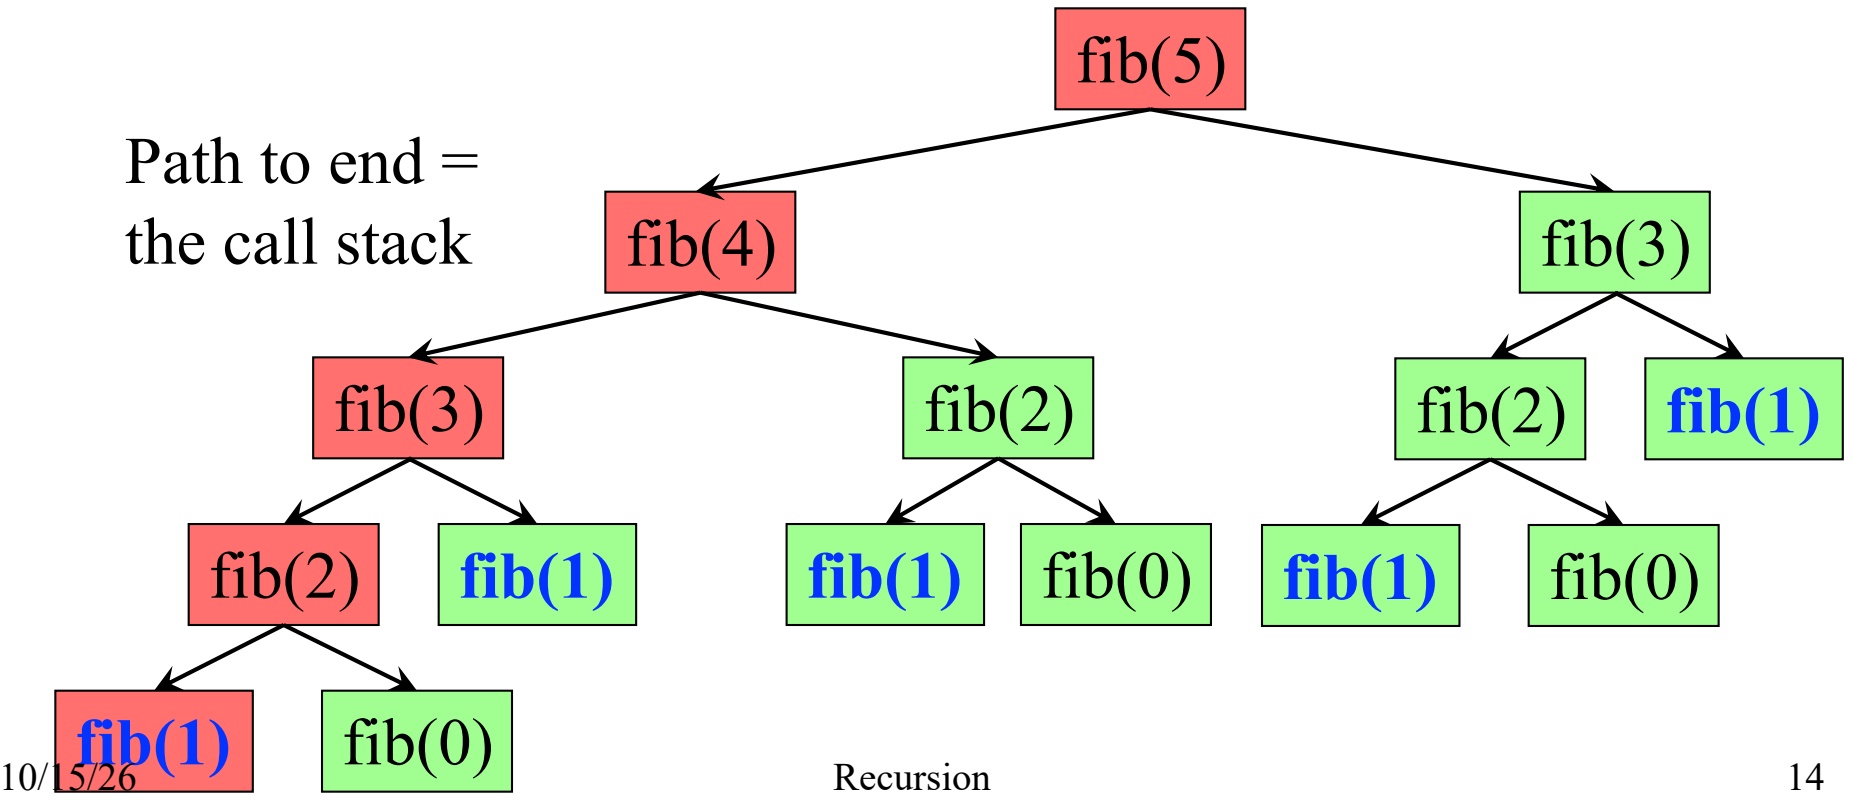 fib(5)
Path to end =
the call stack
fib(4)
fib(3)
fib(3)
fib(2)
fib(2)
fib(1)
fib(2)
fib(1)
fib(1)
fib(0)
fib(1)
fib(0)
fib(1)
fib(0)
10/15/26
Recursion
14